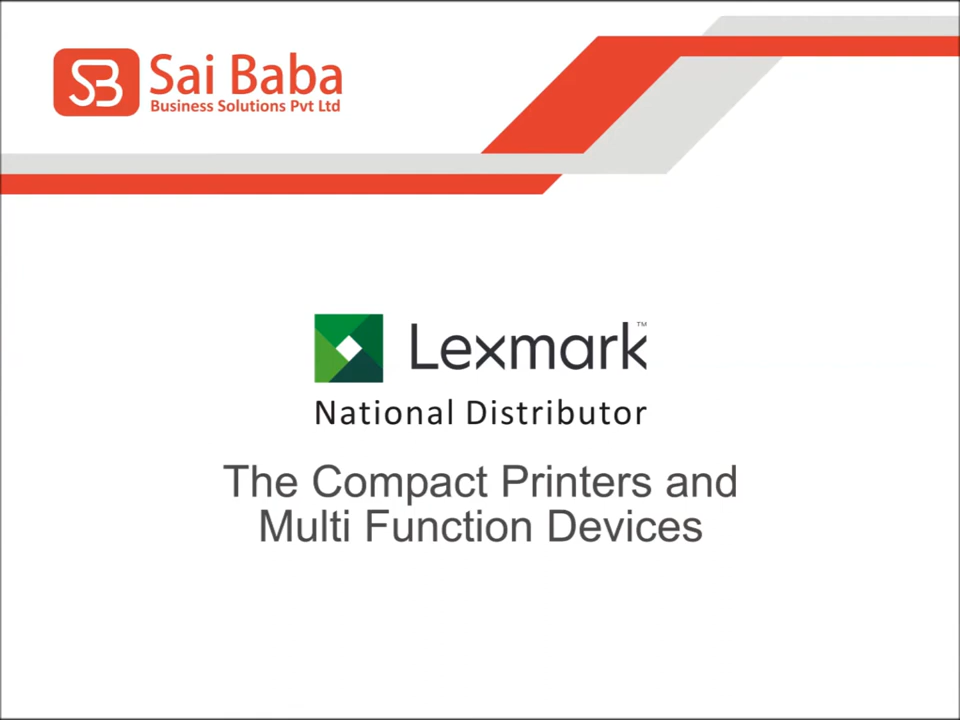 SB
Sai Baba
Business Solutions Pvt Ltd
Lexmark™
National Distributor
The Compact Printers and
Multi Function Devices